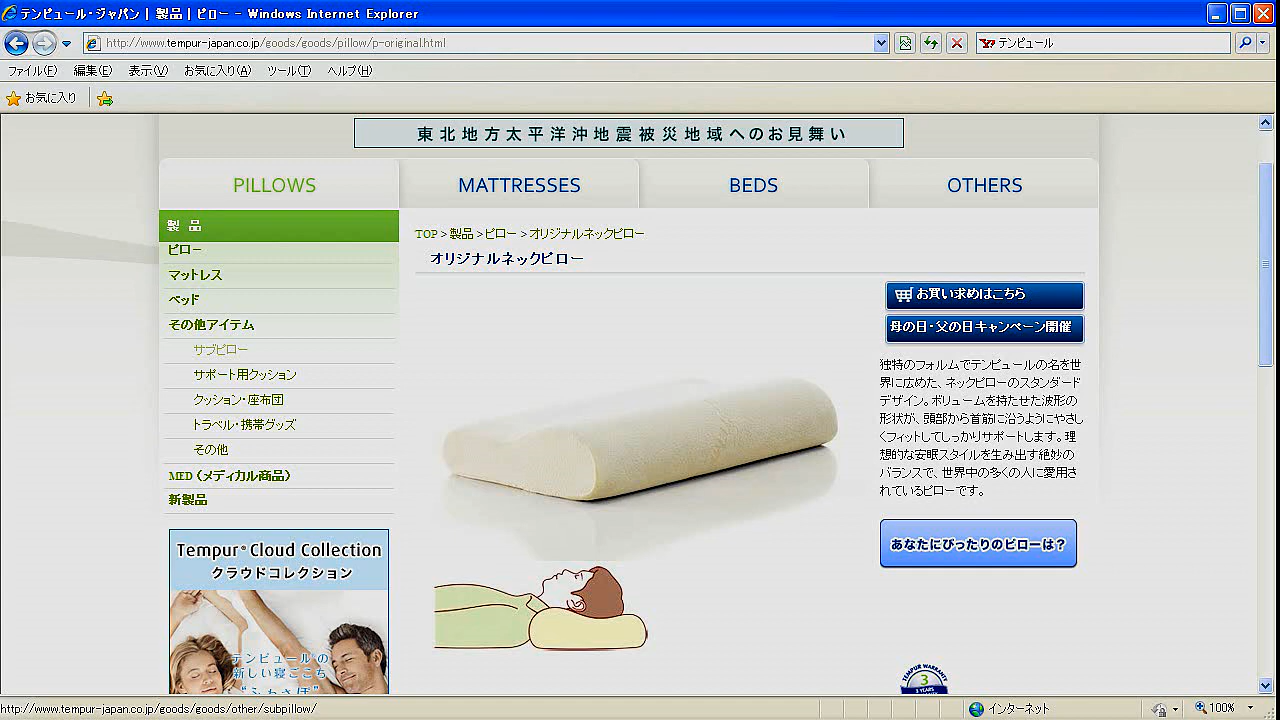 テンピュール・ジャパン | 製品 | ピロー - Windows Internet Explorer
http://www.tempur-japan.co.jp/goods/goods/pillow/p-original.html
テンピュール
ファイル(F) 編集(E) 表示(V) お気に入り(A) ツール(T) ヘルプ(H)
お気に入り
東北地方太平洋沖地震被災地域へのお見舞い
PILLOWS MATTRESSES BEDS OTHERS
製 品
ピロー
マットレス
ベッド
その他アイテム
サブピロー
サポート用クッション
クッション・座布団
トラベル・携帯グッズ
その他
MED (メディカル商品)
新製品
Tempur® Cloud Collection
クラウドコレクション
テンピュール®の
新しい寝ごこち
“ふわさぽ”
TOP > 製品 > ピロー > オリジナルネックピロー
オリジナルネックピロー
お買い求めはこちら
母の日・父の日キャンペーン開催
独特のフォルムでテンピュールの名を世
界に広めた、ネックピローのスタンダード
デザイン。ボリュームを持たせた波形の
形状が、頭部から首筋に沿うようにやさし
くフィットしてしっかりサポートします。理
想的な安眠スタイルを生み出す絶妙の
バランスで、世界中の多くの人に愛用さ
れているピローです。
あなたにぴったりのピローは?
TEMPUR WARRANTY
3
3 YEARS
http://www.tempur-japan.co.jp/goods/goods/other/subpillow/
インターネット
100%